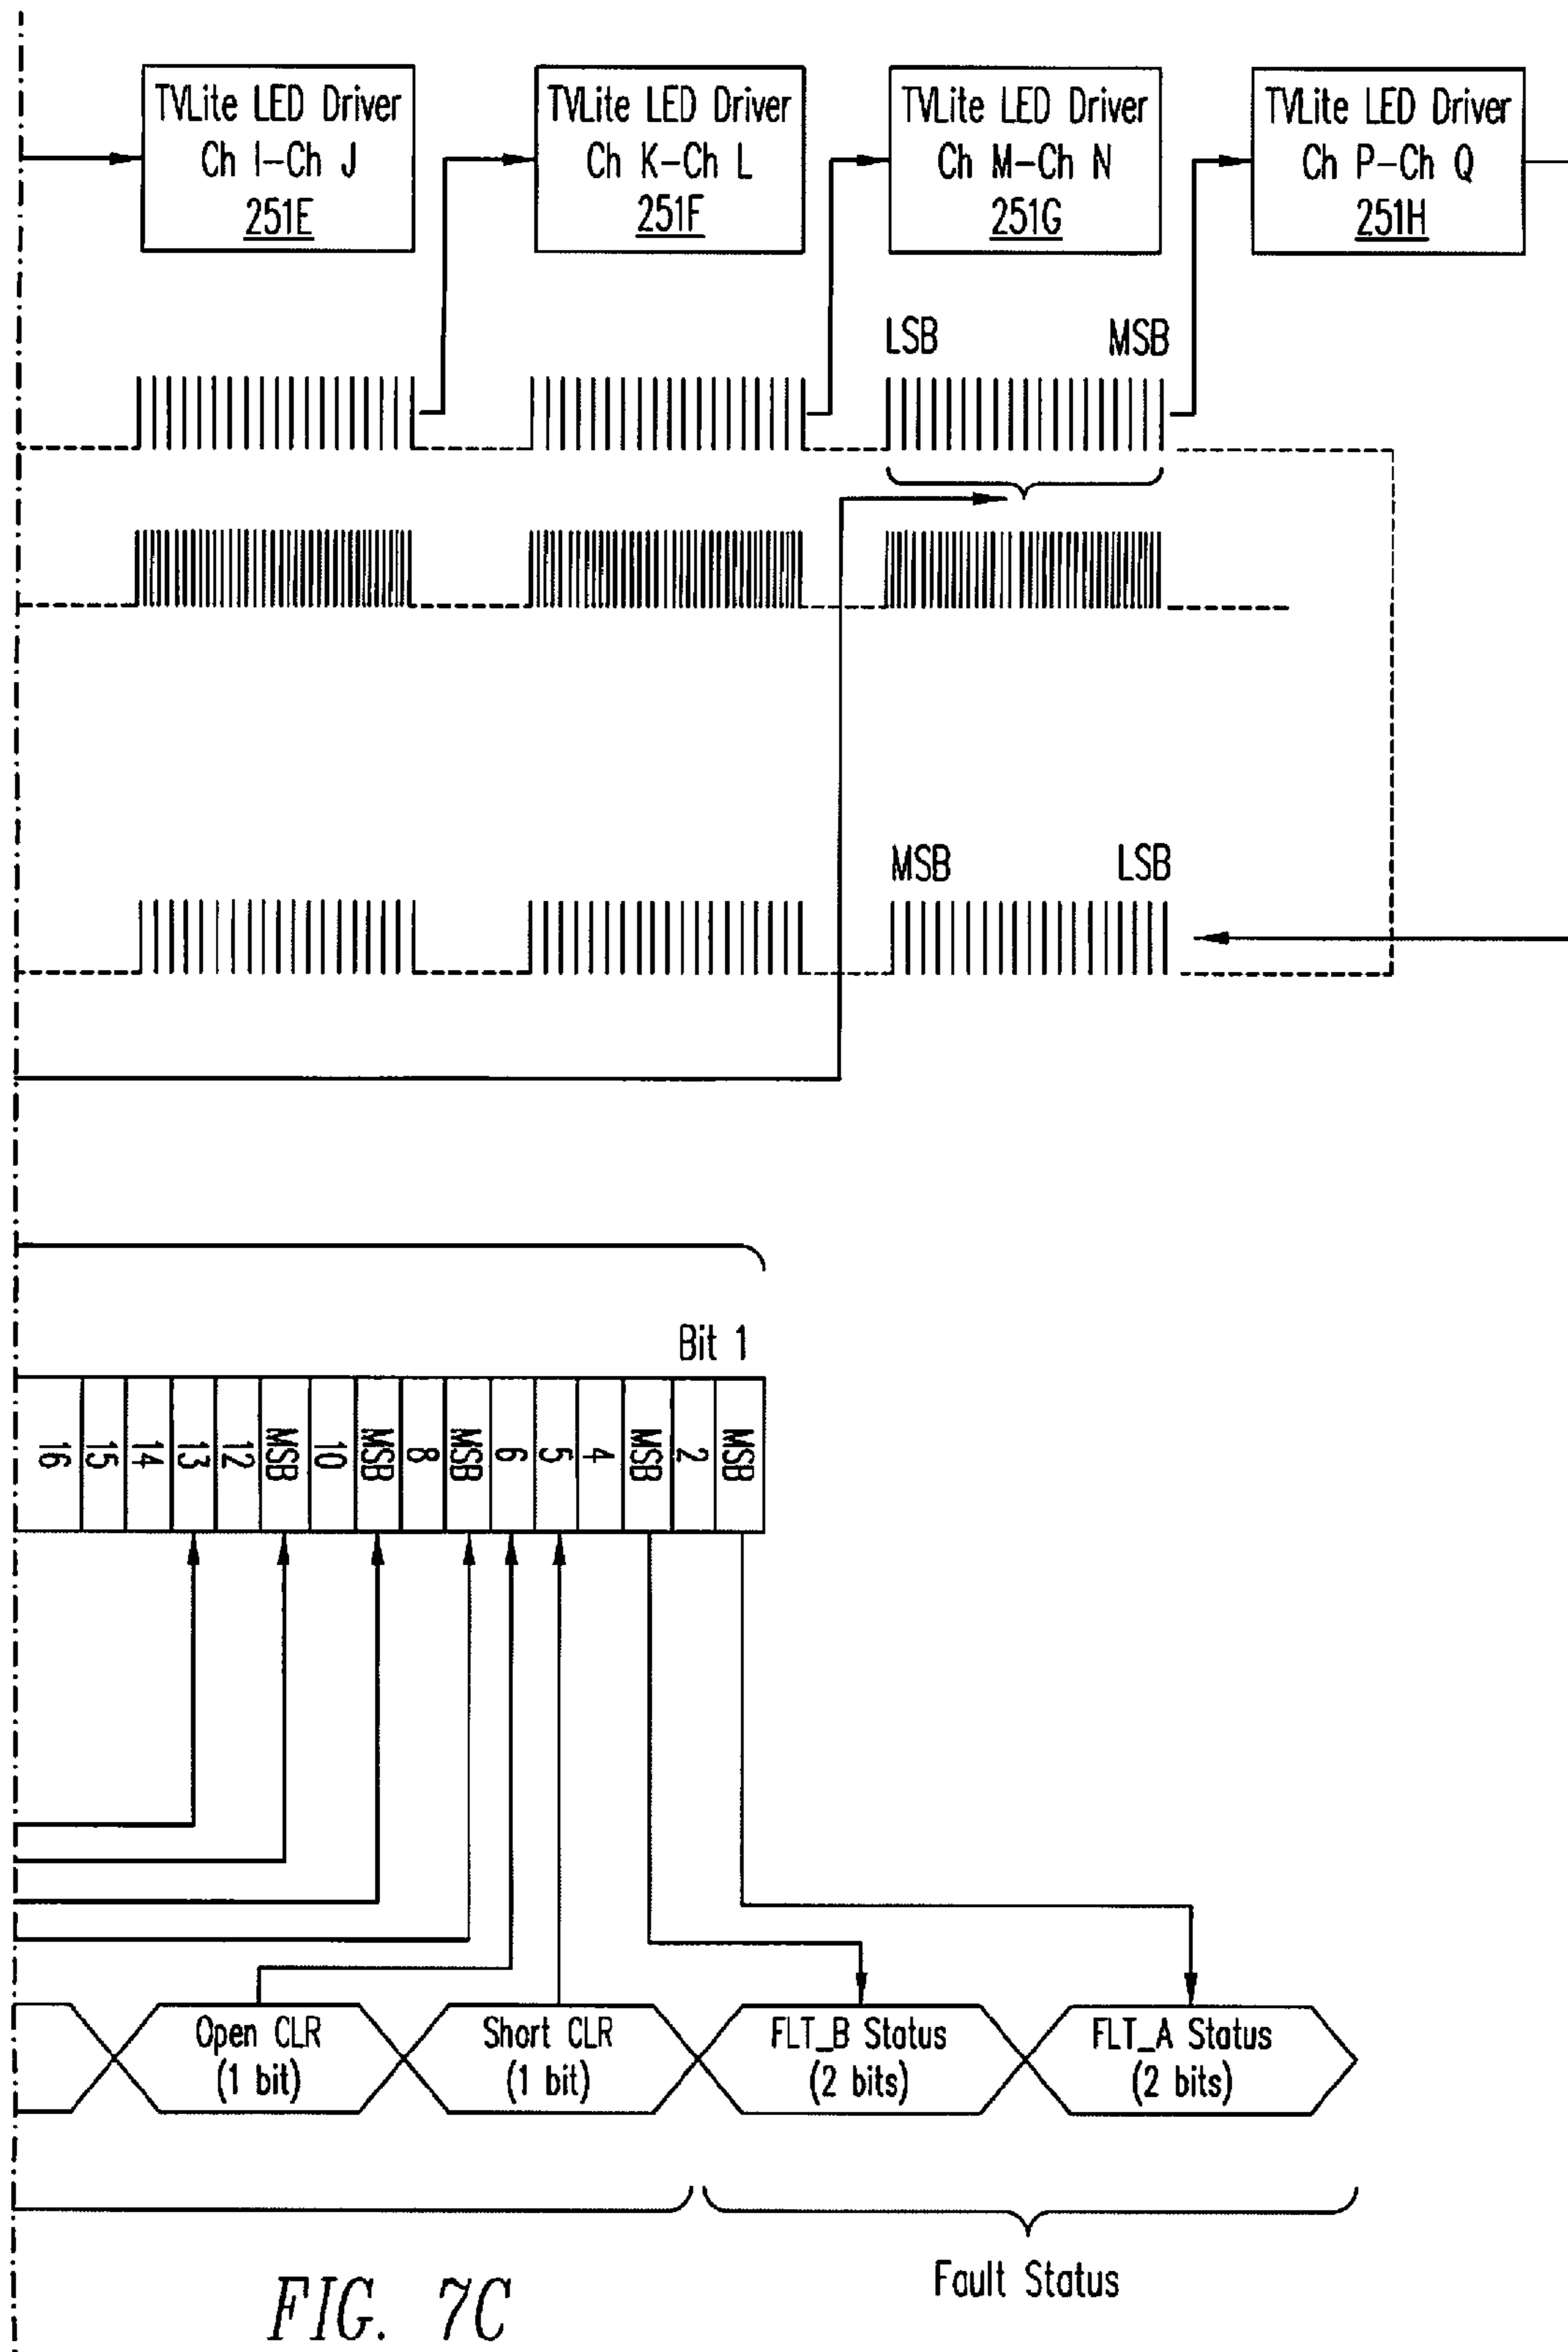 TVLite LED Driver
Ch I-Ch J
251E
TVLite LED Driver
Ch K-Ch L
251F
TVLite LED Driver
Ch M-Ch N
251G
TVLite LED Driver
Ch P-Ch Q
251H
LSB
MSB
MSB
LSB
Bit 1
16
15
14
13
12
MSB
10
MSB
8
MSB
6
5
4
MSB
2
MSB
Open CLR
(1 bit)
Short CLR
(1 bit)
FLT_B Status
(2 bits)
FLT_A Status
(2 bits)
Fault Status
FIG. 7C